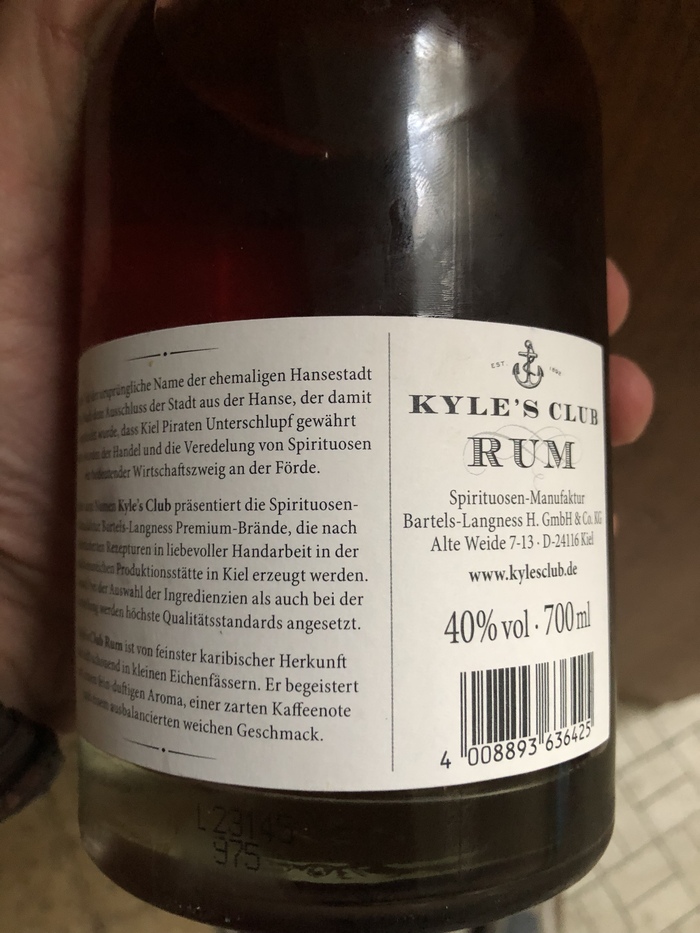 ursprüngliche Name der ehemaligen Hansestadt
Ausschluss der Stadt aus der Hanse, der damit
wurde, dass Kiel Piraten Unterschlupf gewährt
der Handel und die Veredelung von Spirituosen
bedeutender Wirtschaftszweig an der Förde.
Namen Kyle's Club präsentiert die Spirituosen-
Bartels-Langness Premium-Brände, die nach
Rezepturen in liebevoller Handarbeit in der
Produktionsstätte in Kiel erzeugt werden.
der Auswahl der Ingredienzien als auch bei der
werden höchste Qualitätsstandards angesetzt.
Club Rum ist von feinster karibischer Herkunft
in kleinen Eichenfässern. Er begeistert
fein-duftigen Aroma, einer zarten Kaffeenote
ausbalancierten weichen Geschmack.
EST.
KYLE'S CLUB
RUM
Spirituosen-Manufaktur
Bartels-Langness H. GmbH & Co. KG
Alte Weide 7-13 · D-24116 Kiel
www.kylesclub.de
40% vol · 700 ml
4 008893 636425
L23145
975